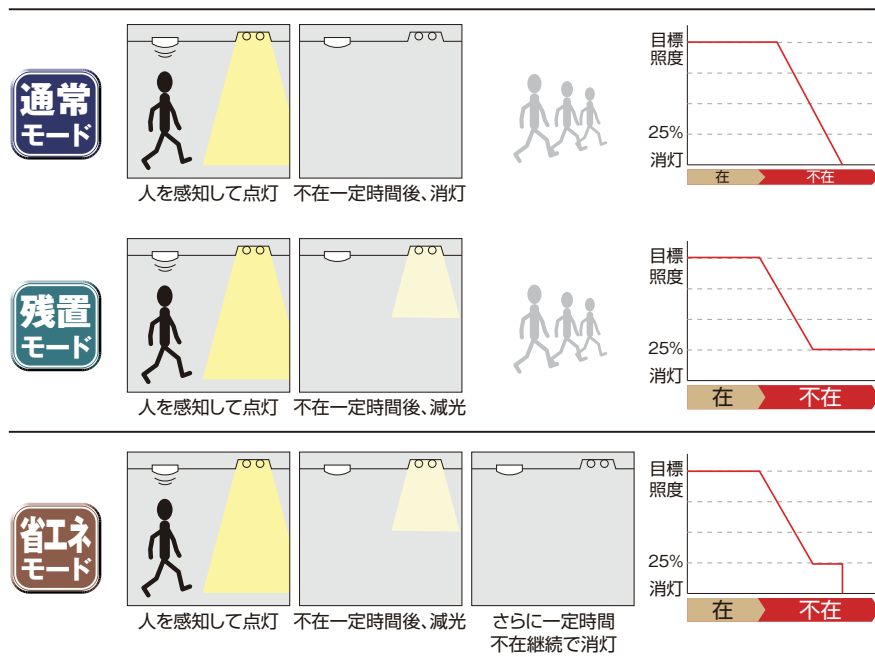 通常
モード
人を感知して点灯
不在一定時間後、消灯
目標
照度
25%
消灯
在
不在
残置
モード
人を感知して点灯
不在一定時間後、減光
目標
照度
25%
消灯
在
不在
省エネ
モード
人を感知して点灯
不在一定時間後、減光
さらに一定時間
不在継続で消灯
目標
照度
25%
消灯
在
不在